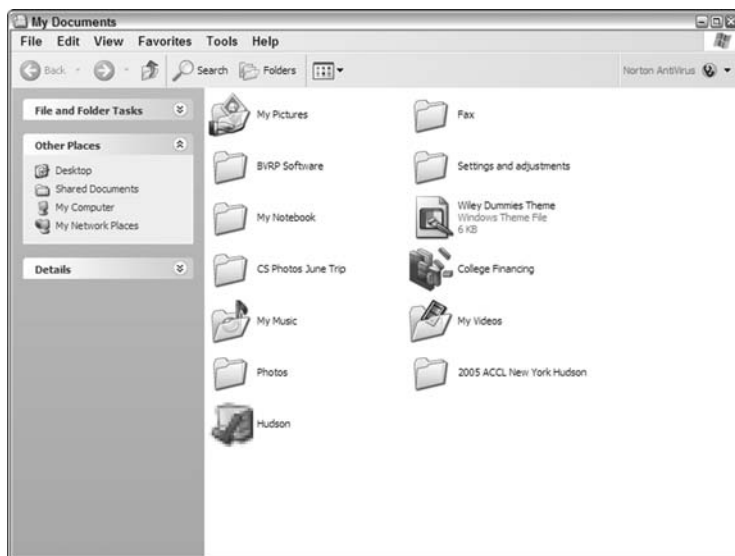 My Documents
File Edit View Favorites Tools Help
Back Search Folders Norton AntiVirus
File and Folder Tasks
Other Places
Desktop
Shared Documents
My Computer
My Network Places
Details
My Pictures
Fax
BVRP Software
Settings and adjustments
My Notebook
Wiley Dummies Theme
Windows Theme File
6 KB
CS Photos June Trip
College Financing
My Music
My Videos
Photos
2005 ACCL New York Hudson
Hudson